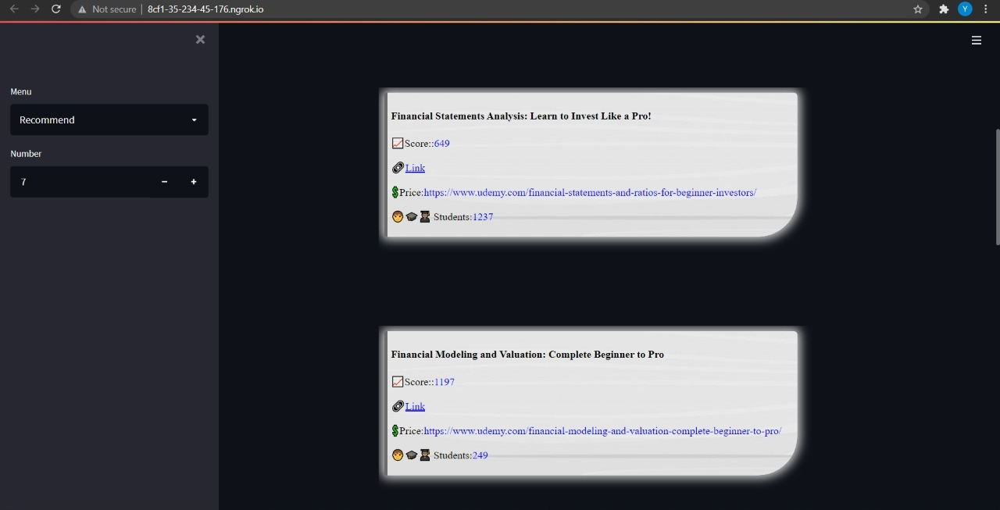 Not secure | 8cf1-35-234-45-176.ngrok.io
Y
Menu
Recommend
Number
7
Financial Statements Analysis: Learn to Invest Like a Pro!
Score::649
Link
Price:https://www.udemy.com/financial-statements-and-ratios-for-beginner-investors/
Students:1237
Financial Modeling and Valuation: Complete Beginner to Pro
Score::1197
Link
Price:https://www.udemy.com/financial-modeling-and-valuation-complete-beginner-to-pro/
Students:249